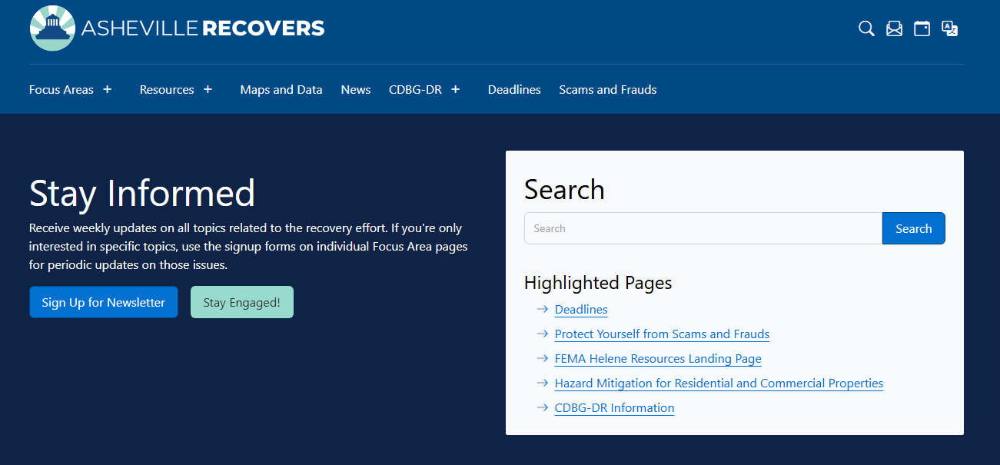 ASHEVILLE RECOVERS
Focus Areas +
Resources +
Maps and Data
News
CDBG-DR +
Deadlines
Scams and Frauds
Stay Informed
Receive weekly updates on all topics related to the recovery effort. If you're only
interested in specific topics, use the signup forms on individual Focus Area pages
for periodic updates on those issues.
Sign Up for Newsletter
Stay Engaged!
Search
Search
Search
Highlighted Pages
→ Deadlines
→ Protect Yourself from Scams and Frauds
→ FEMA Helene Resources Landing Page
→ Hazard Mitigation for Residential and Commercial Properties
→ CDBG-DR Information